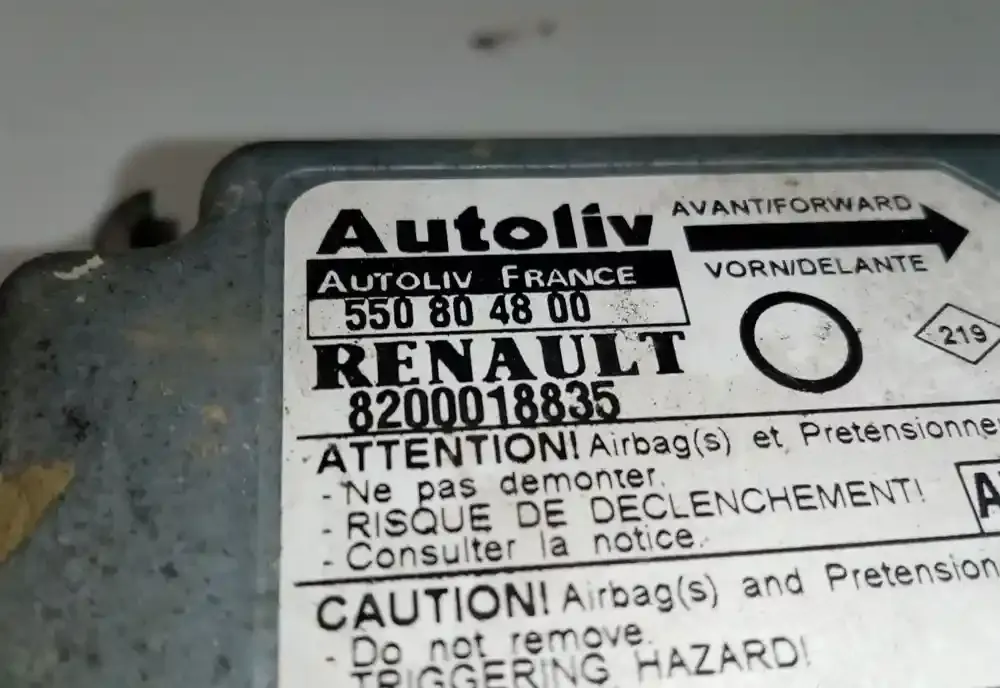 Autoliv
AVANT/FORWARD
AUTOLIV FRANCE
VORN/DELANTE
550 80 48 00
RENAULT
219
8200018835
ATTENTION! Airbag(s) et Pretensionne
- Ne pas demonter.
- RISQUE DE DECLENCHEMENT!
- Consulter la notice.
CAUTION! Airbag(s) and Pretension
- Do not remove.
TRIGGERING HAZARD!